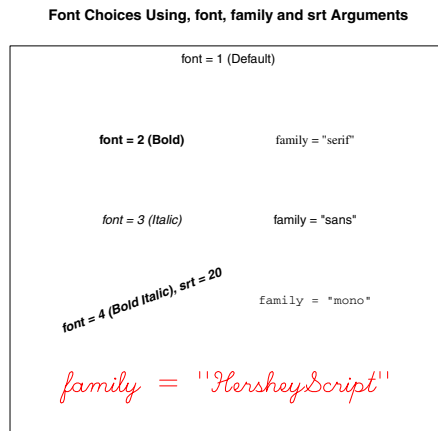 Font Choices Using, font, family and srt Arguments
font = 1 (Default)
font = 2 (Bold)
family = "serif"
font = 3 (Italic)
family = "sans"
font = 4 (Bold Italic), srt = 20
family = "mono"
family = "HersheyScript"